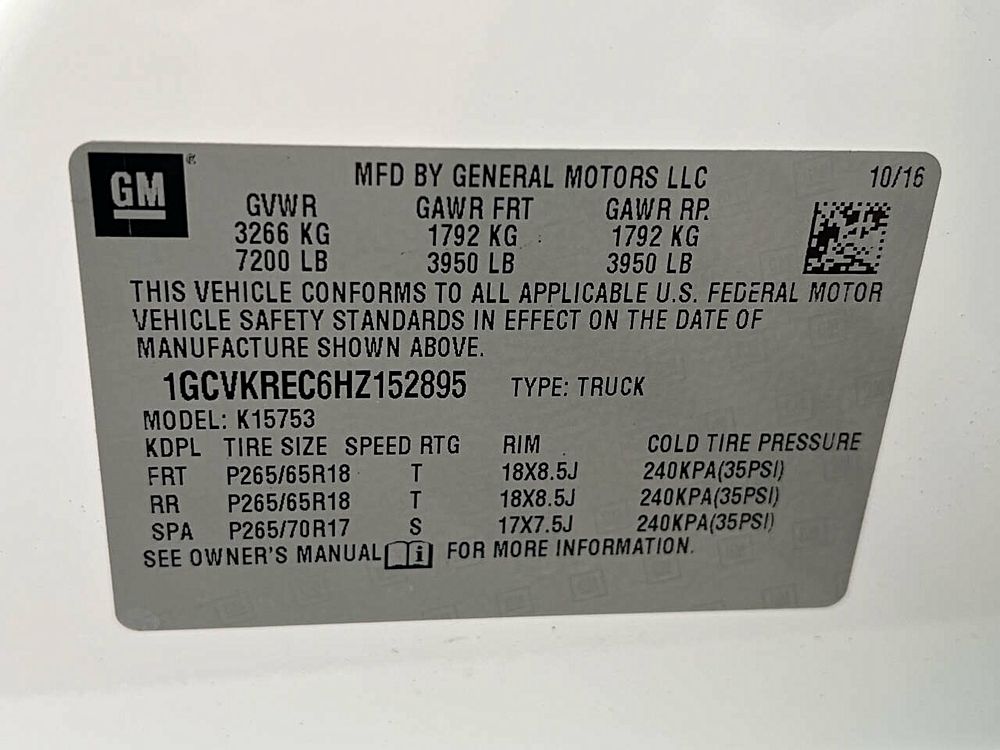 GM ®
MFD BY GENERAL MOTORS LLC 10/16
GVWR GAWR FRT GAWR RR
3266 KG 1792 KG 1792 KG
7200 LB 3950 LB 3950 LB
THIS VEHICLE CONFORMS TO ALL APPLICABLE U.S. FEDERAL MOTOR
VEHICLE SAFETY STANDARDS IN EFFECT ON THE DATE OF
MANUFACTURE SHOWN ABOVE.
1GCVKREC6HZ152895 TYPE: TRUCK
MODEL: K15753
KDPL TIRE SIZE SPEED RTG RIM COLD TIRE PRESSURE
FRT P265/65R18 T 18X8.5J 240KPA(35PSI)
RR P265/65R18 T 18X8.5J 240KPA(35PSI)
SPA P265/70R17 S 17X7.5J 240KPA(35PSI)
SEE OWNER'S MANUAL i FOR MORE INFORMATION.